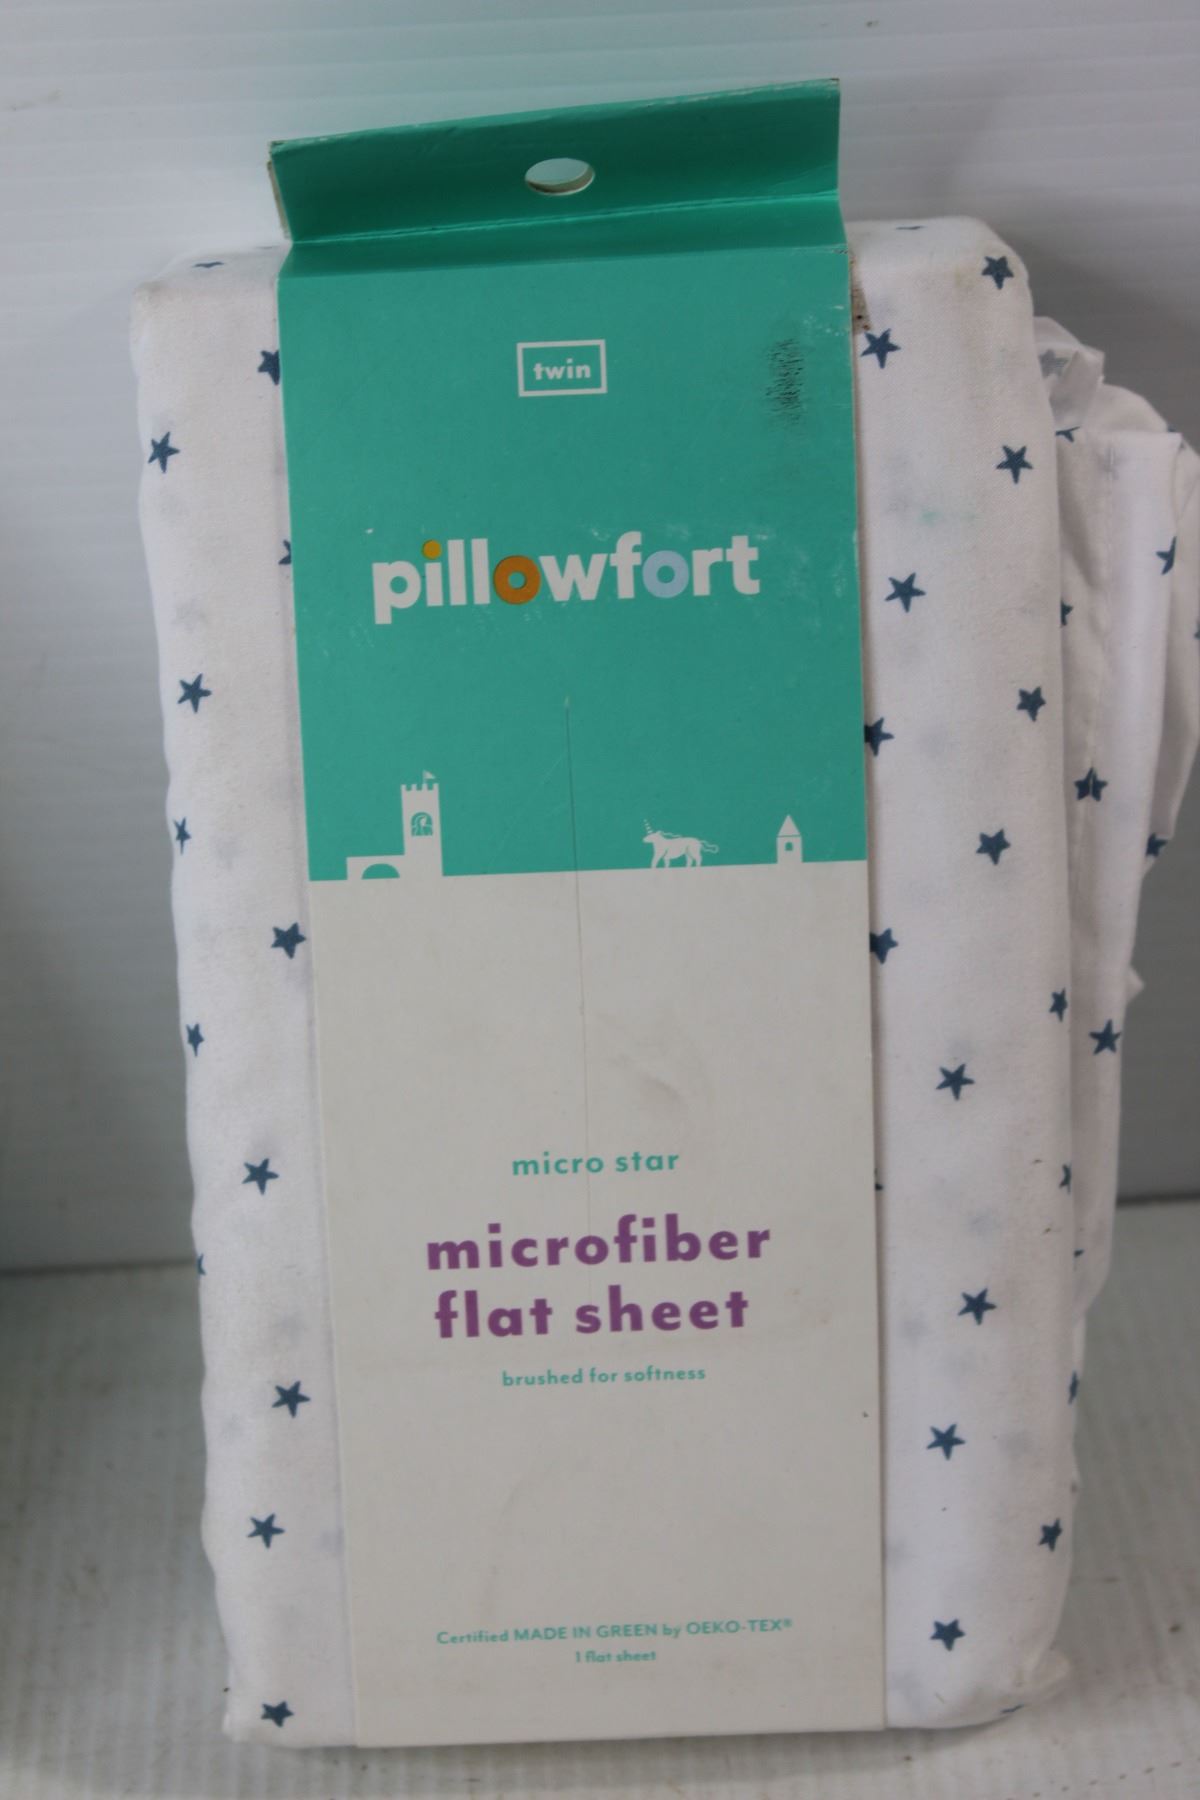 twin
pillowfort
micro star
microfiber
flat sheet
brushed for softness
Certified MADE IN GREEN by OEKO-TEX®
1 flat sheet